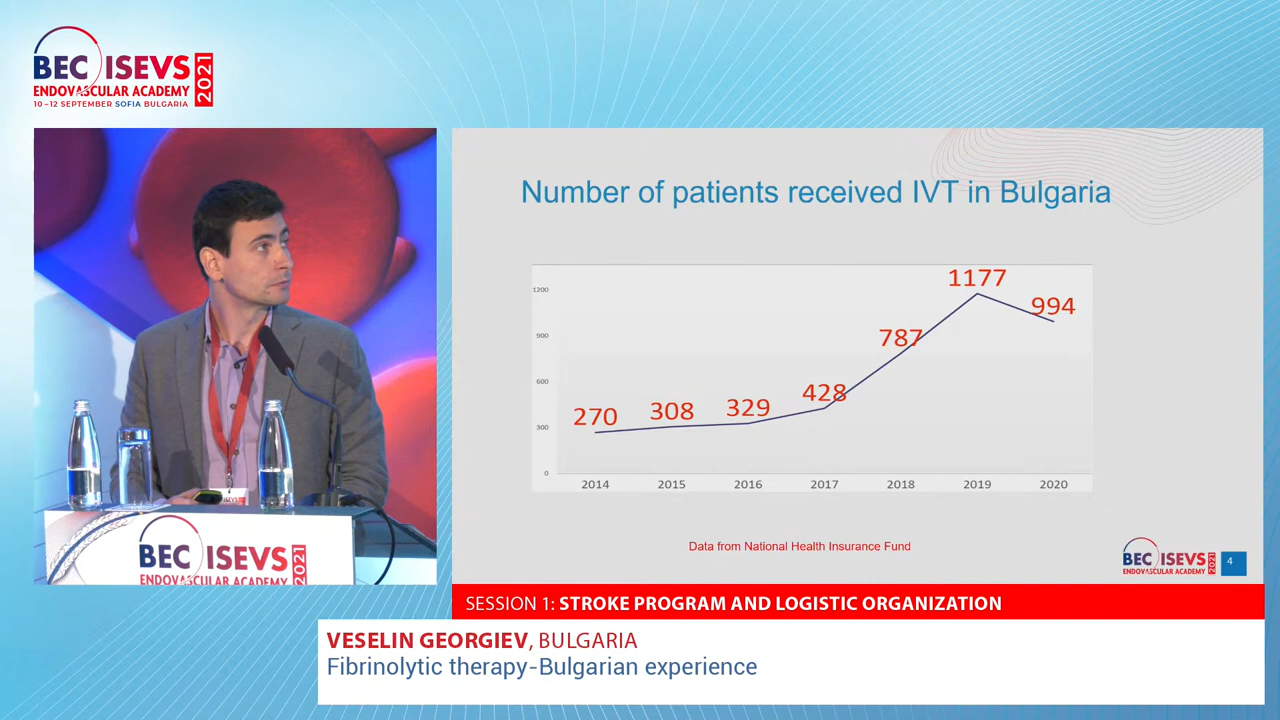 BEC ISEVS 2021
ENDOVASCULAR ACADEMY
10–12 SEPTEMBER SOFIA BULGARIA
BEC ISEVS 2021
ENDOVASCULAR ACADEMY
Number of patients received IVT in Bulgaria
1200
900
600
300
0
270
308
329
428
787
1177
994
2014 2015 2016 2017 2018 2019 2020
Data from National Health Insurance Fund
BEC ISEVS 2021
ENDOVASCULAR ACADEMY
4
SESSION 1: STROKE PROGRAM AND LOGISTIC ORGANIZATION
VESELIN GEORGIEV, BULGARIA
Fibrinolytic therapy-Bulgarian experience